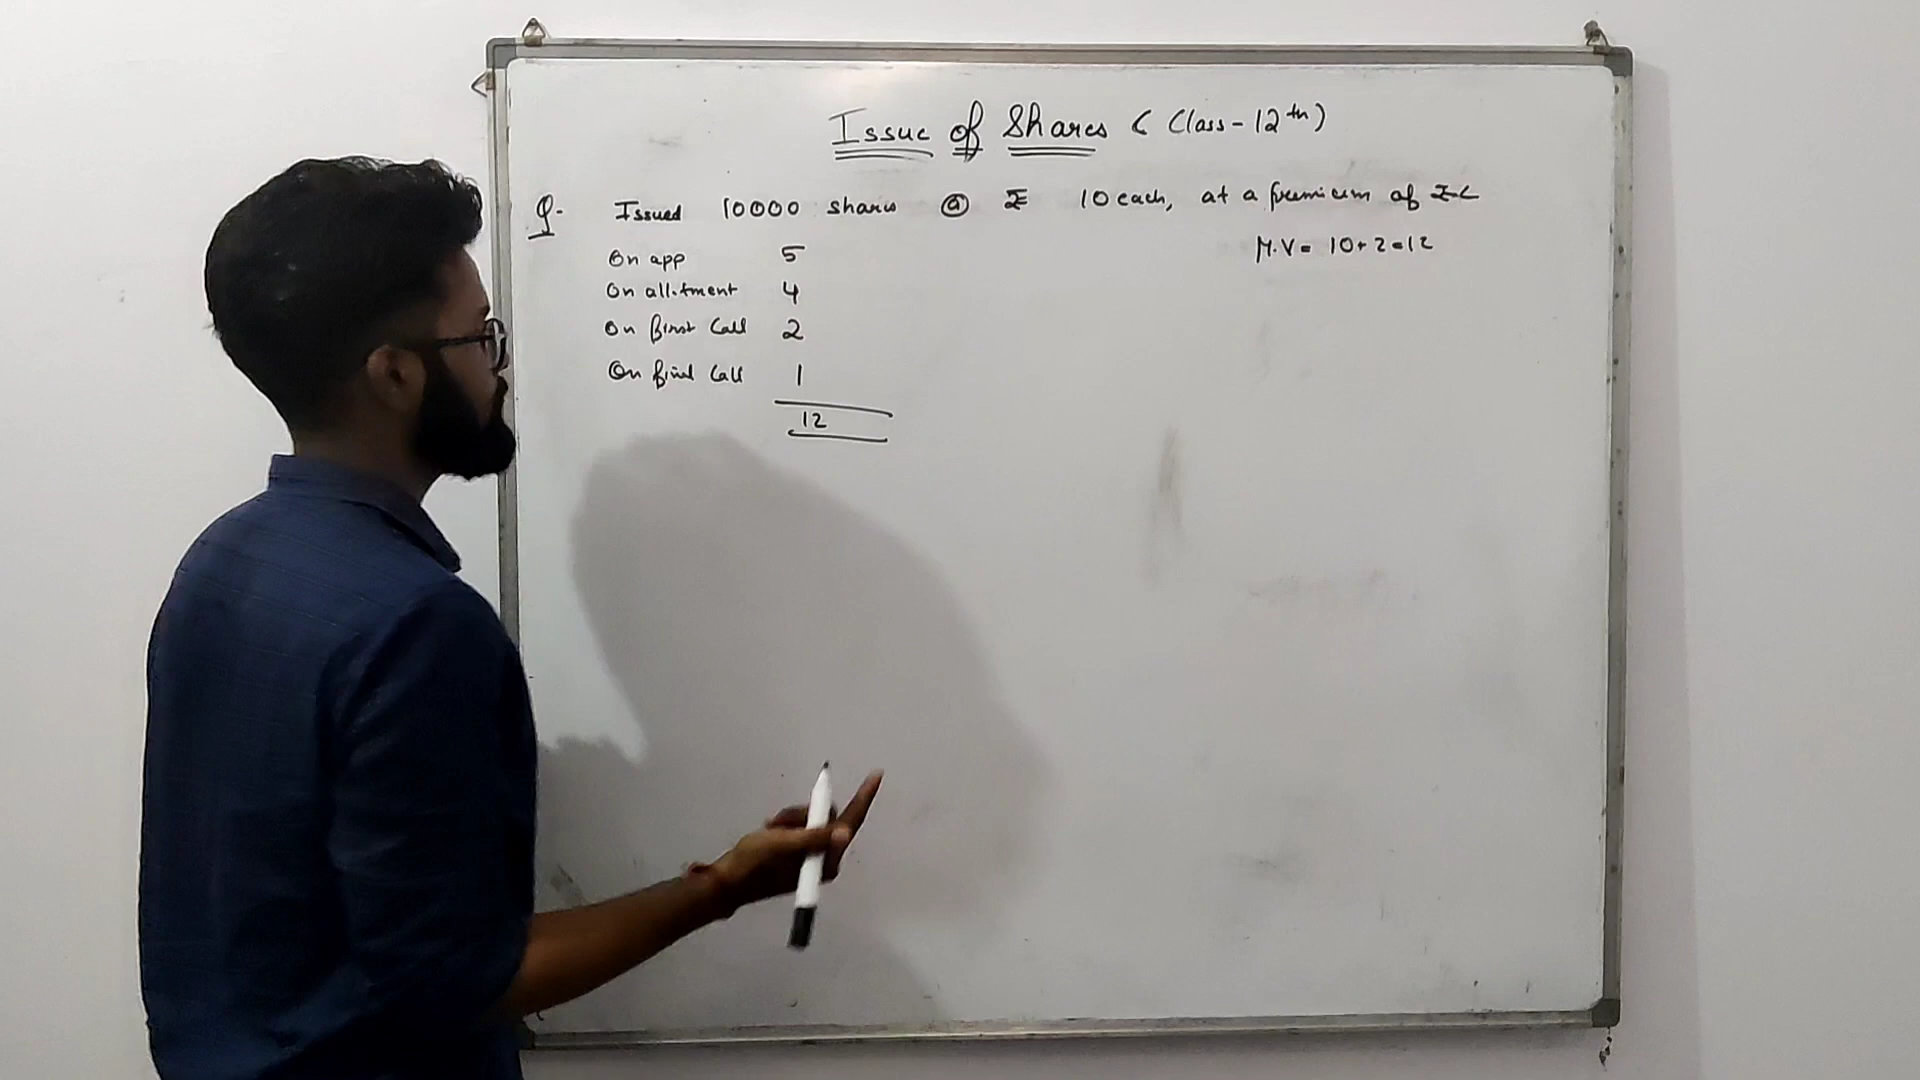 Issue of Shares ( Class - 12th )
Q. Issued 10000 shares @ ₹ 10 each, at a premium of ₹ 2
M.V = 10 + 2 = 12
On app 5
On allotment 4
On first Call 2
On final Call 1
12